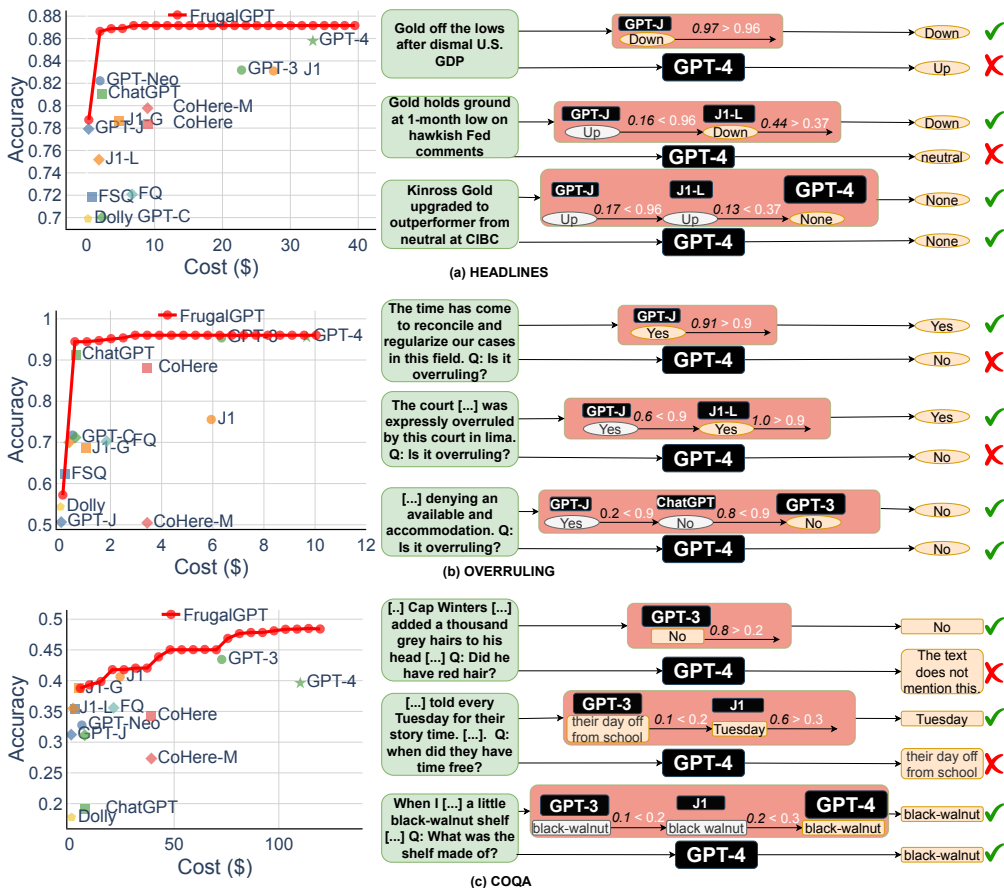 FrugalGPT
0.88
0.86
0.84
0.82
0.8
0.78
0.76
0.74
0.72
0.7
Accuracy
GPT-4
GPT-3
J1
GPT-Neo
ChatGPT
CoHere-M
J1-G
CoHere
GPT-J
J1-L
FSQ
FQ
Dolly
GPT-C
0
10
20
30
40
Cost ($)
Gold off the lows
after dismal U.S.
GDP
GPT-J
Down
0.97 > 0.96
Down
GPT-4
Up
Gold holds ground
at 1-month low on
hawkish Fed
comments
GPT-J
Up
0.16 < 0.96
J1-L
Down
0.44 > 0.37
Down
GPT-4
neutral
Kinross Gold
upgraded to
outperformer from
neutral at CIBC
GPT-J
Up
0.17 < 0.96
J1-L
Up
0.13 < 0.37
GPT-4
None
None
GPT-4
None
(a) HEADLINES
FrugalGPT
1
0.9
0.8
0.7
0.6
0.5
Accuracy
GPT-3
GPT-4
ChatGPT
CoHere
J1
GPT-C
J1-G
FQ
FSQ
Dolly
GPT-J
CoHere-M
0
2
4
6
8
10
12
Cost ($)
The time has come
to reconcile and
regularize our cases
in this field. Q: Is it
overruling?
GPT-J
Yes
0.91 > 0.9
Yes
GPT-4
No
The court [...] was
expressly overruled
by this court in lima.
Q: Is it overruling?
GPT-J
Yes
0.6 < 0.9
J1-L
Yes
1.0 > 0.9
Yes
GPT-4
No
[...] denying an
available and
accommodation. Q:
Is it overruling?
GPT-J
Yes
0.2 < 0.9
ChatGPT
No
0.8 < 0.9
GPT-3
No
No
GPT-4
No
(b) OVERRULING
FrugalGPT
0.5
0.45
0.4
0.35
0.3
0.25
0.2
Accuracy
GPT-3
J1
GPT-4
J1-G
J1-L
FQ
CoHere
GPT-Neo
GPT-J
CoHere-M
ChatGPT
Dolly
0
50
100
Cost ($)
[..] Cap Winters [...]
added a thousand
grey hairs to his
head [...] Q: Did he
have red hair?
GPT-3
No
0.8 > 0.2
No
GPT-4
The text
does not
mention this.
[...] told every
Tuesday for their
story time. [...]. Q:
when did they have
time free?
GPT-3
their day off
from school
0.1 < 0.2
J1
Tuesday
0.6 > 0.3
Tuesday
GPT-4
their day off
from school
When I [...] a little
black-walnut shelf
[...] Q: What was the
shelf made of?
GPT-3
black-walnut
0.1 < 0.2
J1
black walnut
0.2 < 0.3
GPT-4
black-walnut
black-walnut
GPT-4
black-walnut
(c) COQA